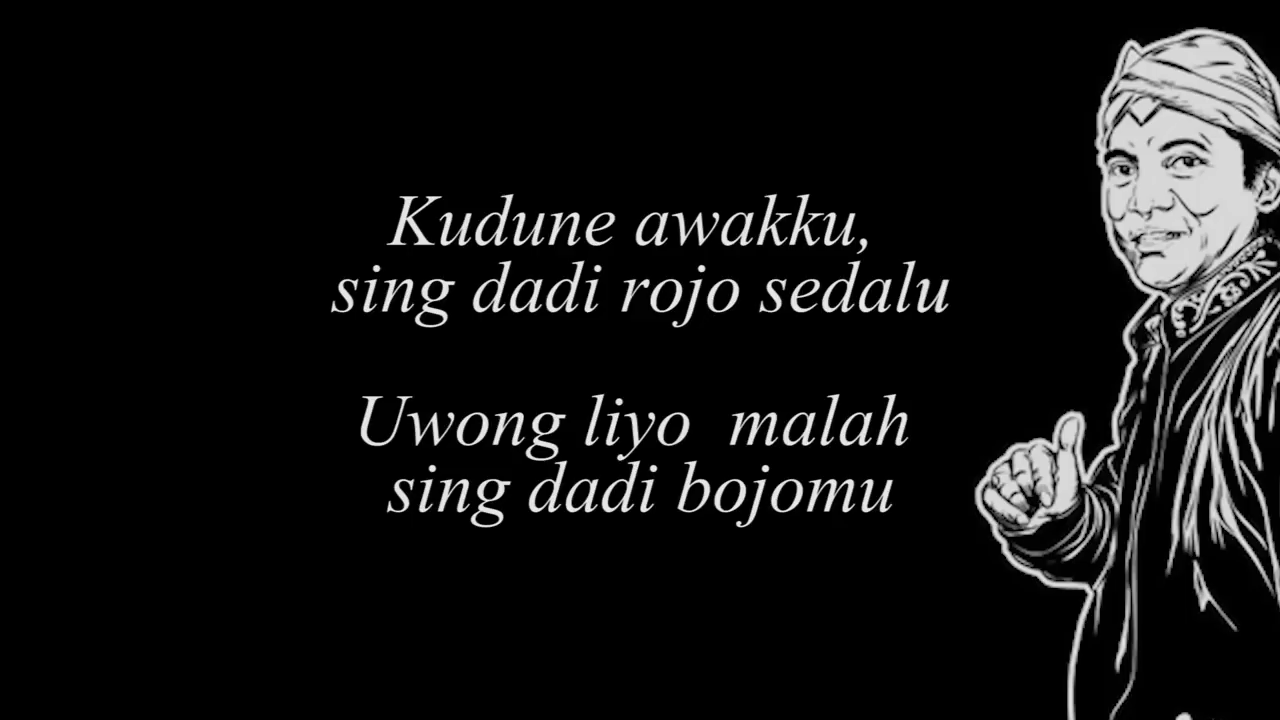 Kudune awakku,
sing dadi rojo sedalu
Uwong liyo malah
sing dadi bojomu